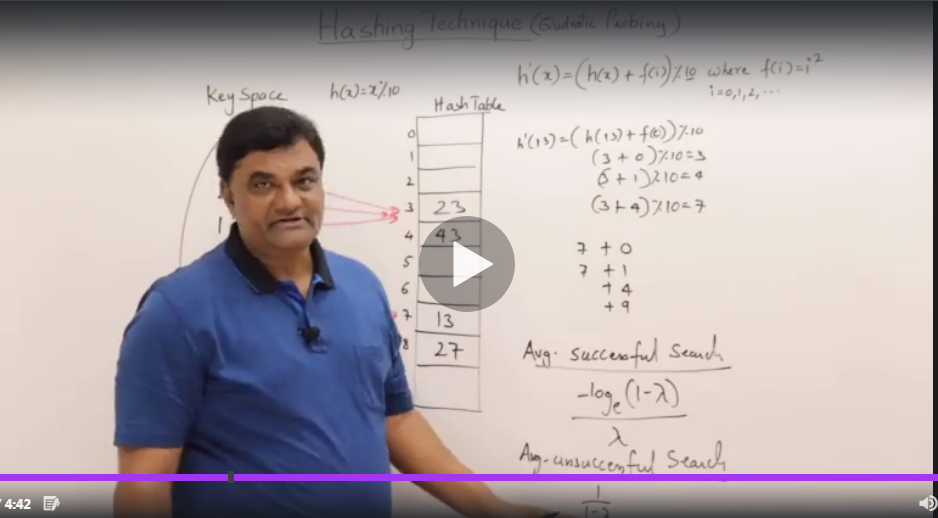 Hashing Technique (Qudratic Probing)
h'(x)=(h(x)+f(i))%10 where f(i)=i²
i=0,1,2,...
Key Space
h(x)=x%10
Hash Table
0
1
2
3 23
4 43
5
6
7 13
8 27
h'(13)=(h(13)+f(0))%10
(3+0)%10=3
(3+1)%10=4
(3+4)%10=7
7 + 0
7 + 1
+ 4
+ 9
Avg. successful Search
-logₑ(1-λ)
λ
Avg. unsuccessful Search
1
1-λ
/ 4:42